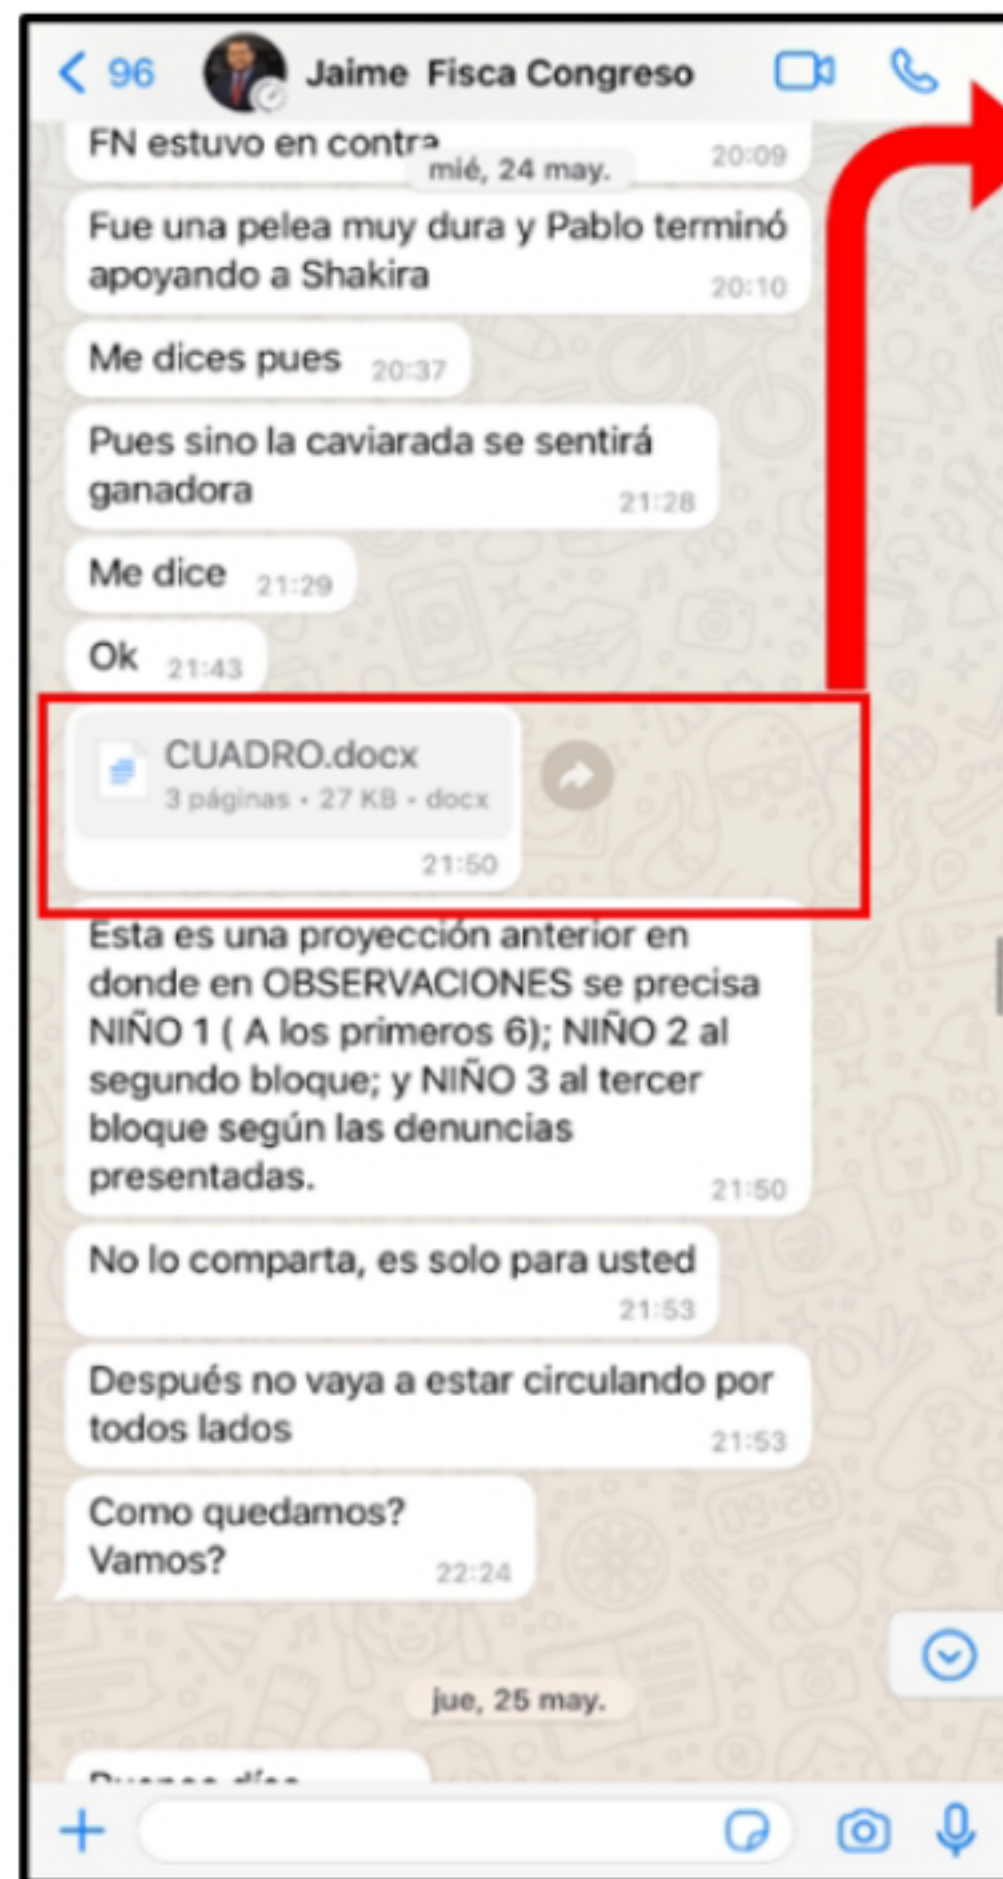 96 Jaime Fisca Congreso
FN estuvo en contra 20:09
mié, 24 may.
Fue una pelea muy dura y Pablo terminó
apoyando a Shakira 20:10
Me dices pues 20:37
Pues sino la caviarada se sentirá
ganadora 21:28
Me dice 21:29
Ok 21:43
CUADRO.docx
3 páginas • 27 KB • docx
21:50
Esta es una proyección anterior en
donde en OBSERVACIONES se precisa
NIÑO 1 ( A los primeros 6); NIÑO 2 al
segundo bloque; y NIÑO 3 al tercer
bloque según las denuncias
presentadas. 21:50
No lo comparta, es solo para usted
21:53
Después no vaya a estar circulando por
todos lados 21:53
Como quedamos?
Vamos? 22:24
jue, 25 may.